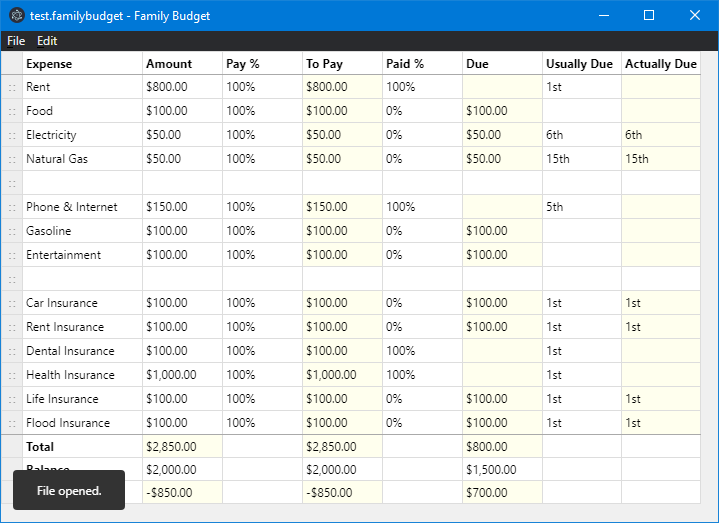 test.familybudget - Family Budget
File Edit
Expense Amount Pay % To Pay Paid % Due Usually Due Actually Due
Rent $800.00 100% $800.00 100% 1st
Food $100.00 100% $100.00 0% $100.00
Electricity $50.00 100% $50.00 0% $50.00 6th 6th
Natural Gas $50.00 100% $50.00 0% $50.00 15th 15th
Phone & Internet $150.00 100% $150.00 100% 5th
Gasoline $100.00 100% $100.00 0% $100.00
Entertainment $100.00 100% $100.00 0% $100.00
Car Insurance $100.00 100% $100.00 0% $100.00 1st 1st
Rent Insurance $100.00 100% $100.00 0% $100.00 1st 1st
Dental Insurance $100.00 100% $100.00 100% 1st
Health Insurance $1,000.00 100% $1,000.00 100% 1st
Life Insurance $100.00 100% $100.00 0% $100.00 1st 1st
Flood Insurance $100.00 100% $100.00 0% $100.00 1st 1st
Total $2,850.00 $2,850.00 $800.00
Balance $2,000.00 $2,000.00 $1,500.00
-$850.00 -$850.00 $700.00
File opened.